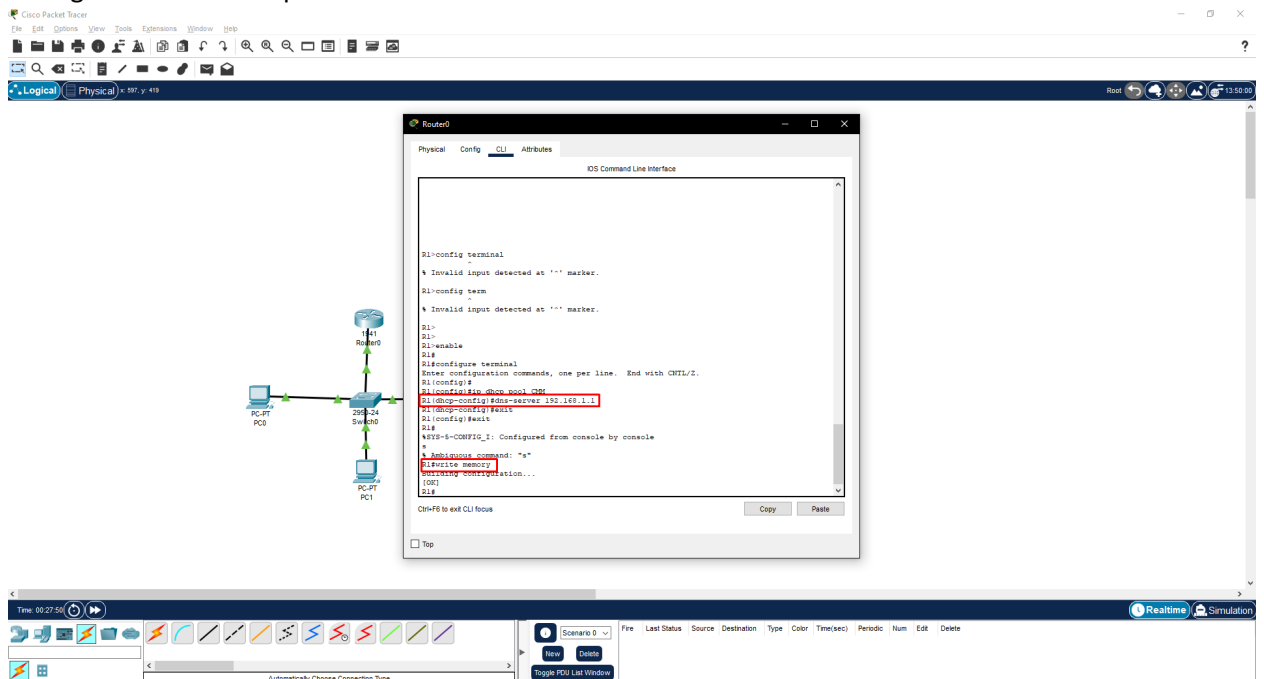 Cisco Packet Tracer
File Edit Options View Tools Extensions Window Help
?
Logical Physical x: 597, y: 419
Root 13:50:00
Router0
Physical Config CLI Attributes
IOS Command Line Interface
R1>config terminal
^
% Invalid input detected at '^' marker.
R1>config term
^
% Invalid input detected at '^' marker.
R1>
R1>
R1>enable
R1#
R1#configure terminal
Enter configuration commands, one per line. End with CNTL/Z.
R1(config)#
R1(config)#ip dhcp pool CMM
R1(dhcp-config)#dns-server 192.168.1.1
R1(dhcp-config)#exit
R1(config)#exit
R1#
%SYS-5-CONFIG_I: Configured from console by console
s
% Ambiguous command: "s"
R1#write memory
Building configuration...
[OK]
R1#
Ctrl+F6 to exit CLI focus
Copy Paste
Top
1941
Router0
PC-PT
PC0
Switch0
PC-PT
PC1
Time: 00:27:50
Realtime Simulation
Scenario 0
New Delete
Toggle PDU List Window
Fire Last Status Source Destination Type Color Time(sec) Periodic Num Edit Delete
Automatically Choose Connection Type